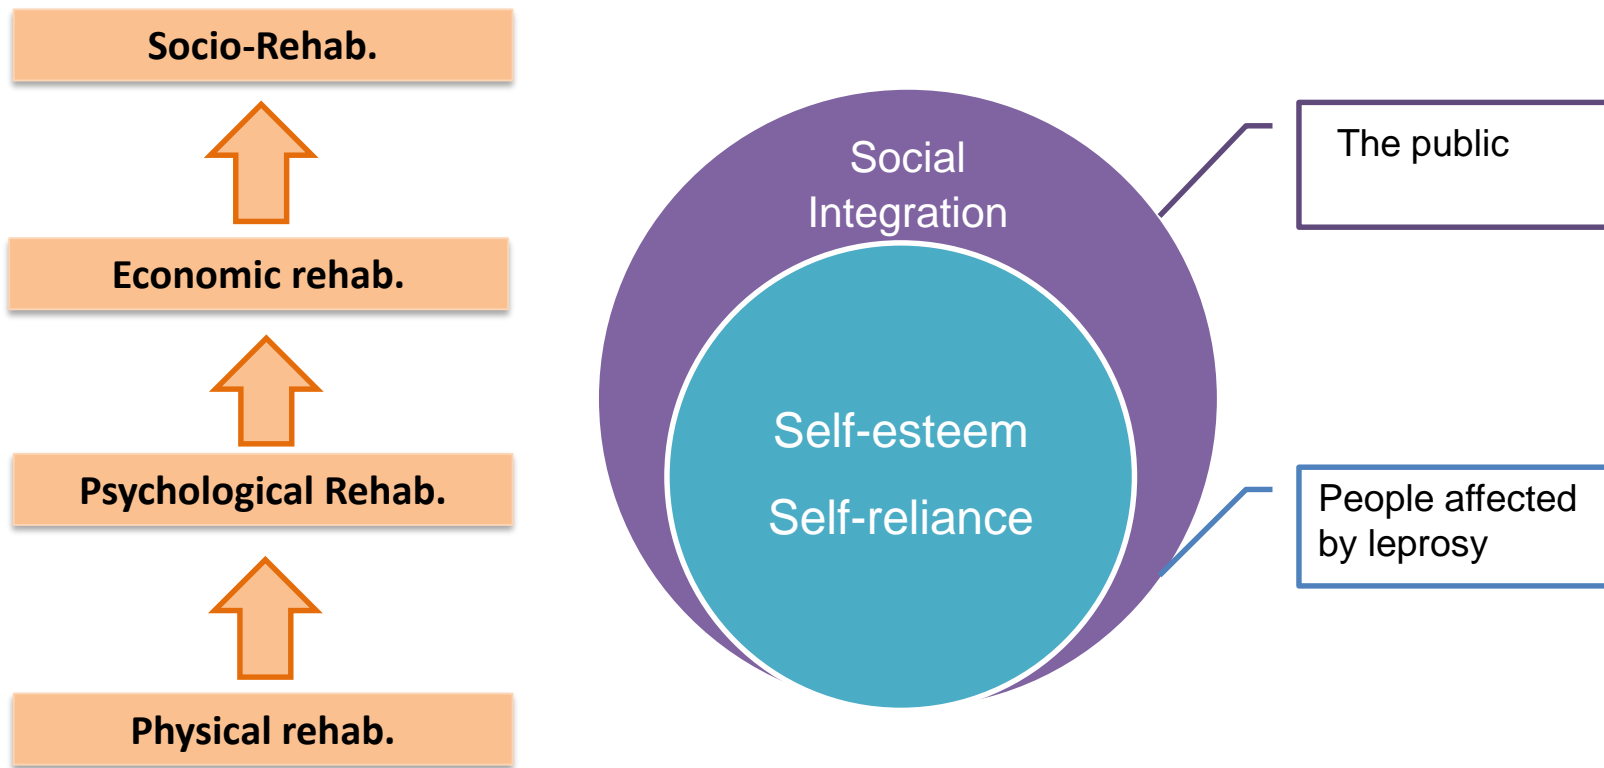 Socio-Rehab.
Economic rehab.
Psychological Rehab.
Physical rehab.
Social
Integration
Self-esteem
Self-reliance
The public
People affected
by leprosy